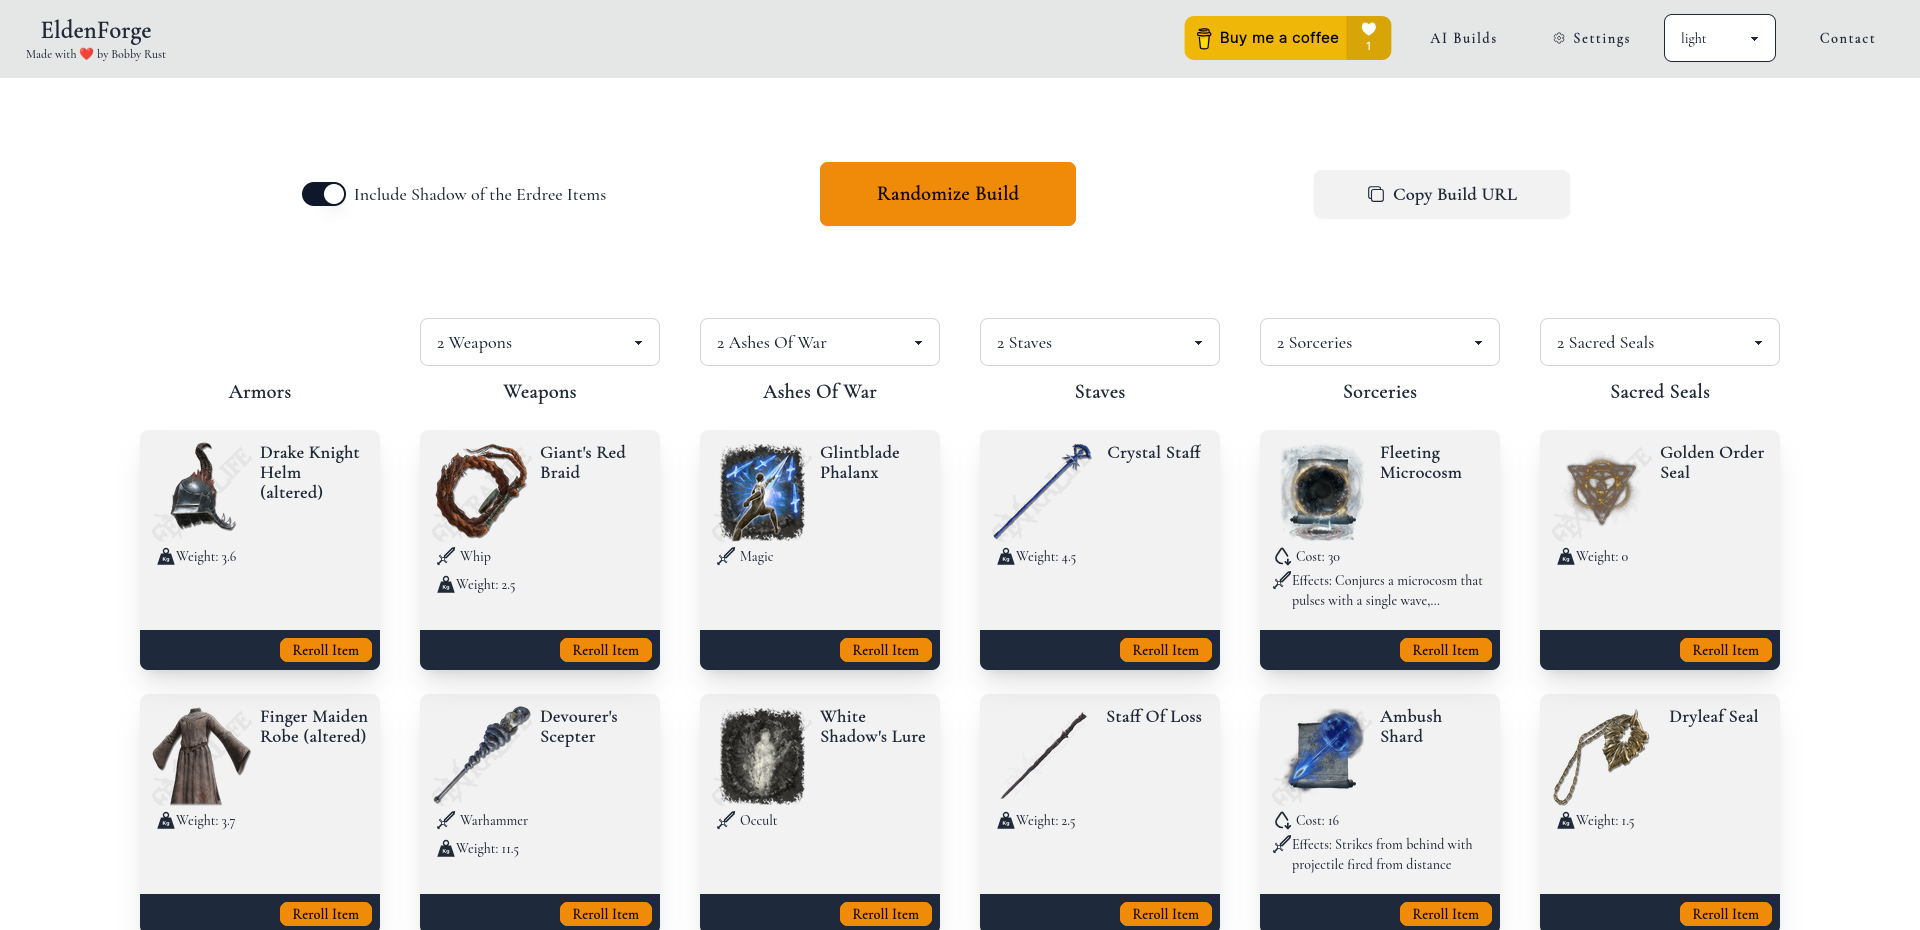 EldenForge
Made with ❤️ by Bobby Rust
Buy me a coffee
1
AI Builds
Settings
light
Contact
Include Shadow of the Erdree Items
Randomize Build
Copy Build URL
2 Weapons
2 Ashes Of War
2 Staves
2 Sorceries
2 Sacred Seals
Armors
Weapons
Ashes Of War
Staves
Sorceries
Sacred Seals
Drake Knight
Helm
(altered)
Weight: 3.6
Reroll Item
Giant's Red
Braid
Whip
Weight: 2.5
Reroll Item
Glintblade
Phalanx
Magic
Reroll Item
Crystal Staff
Weight: 4.5
Reroll Item
Fleeting
Microcosm
Cost: 30
Effects: Conjures a microcosm that
pulses with a single wave,...
Reroll Item
Golden Order
Seal
Weight: 0
Reroll Item
Finger Maiden
Robe (altered)
Weight: 3.7
Reroll Item
Devourer's
Scepter
Warhammer
Weight: 11.5
Reroll Item
White
Shadow's Lure
Occult
Reroll Item
Staff Of Loss
Weight: 2.5
Reroll Item
Ambush
Shard
Cost: 16
Effects: Strikes from behind with
projectile fired from distance
Reroll Item
Dryleaf Seal
Weight: 1.5
Reroll Item